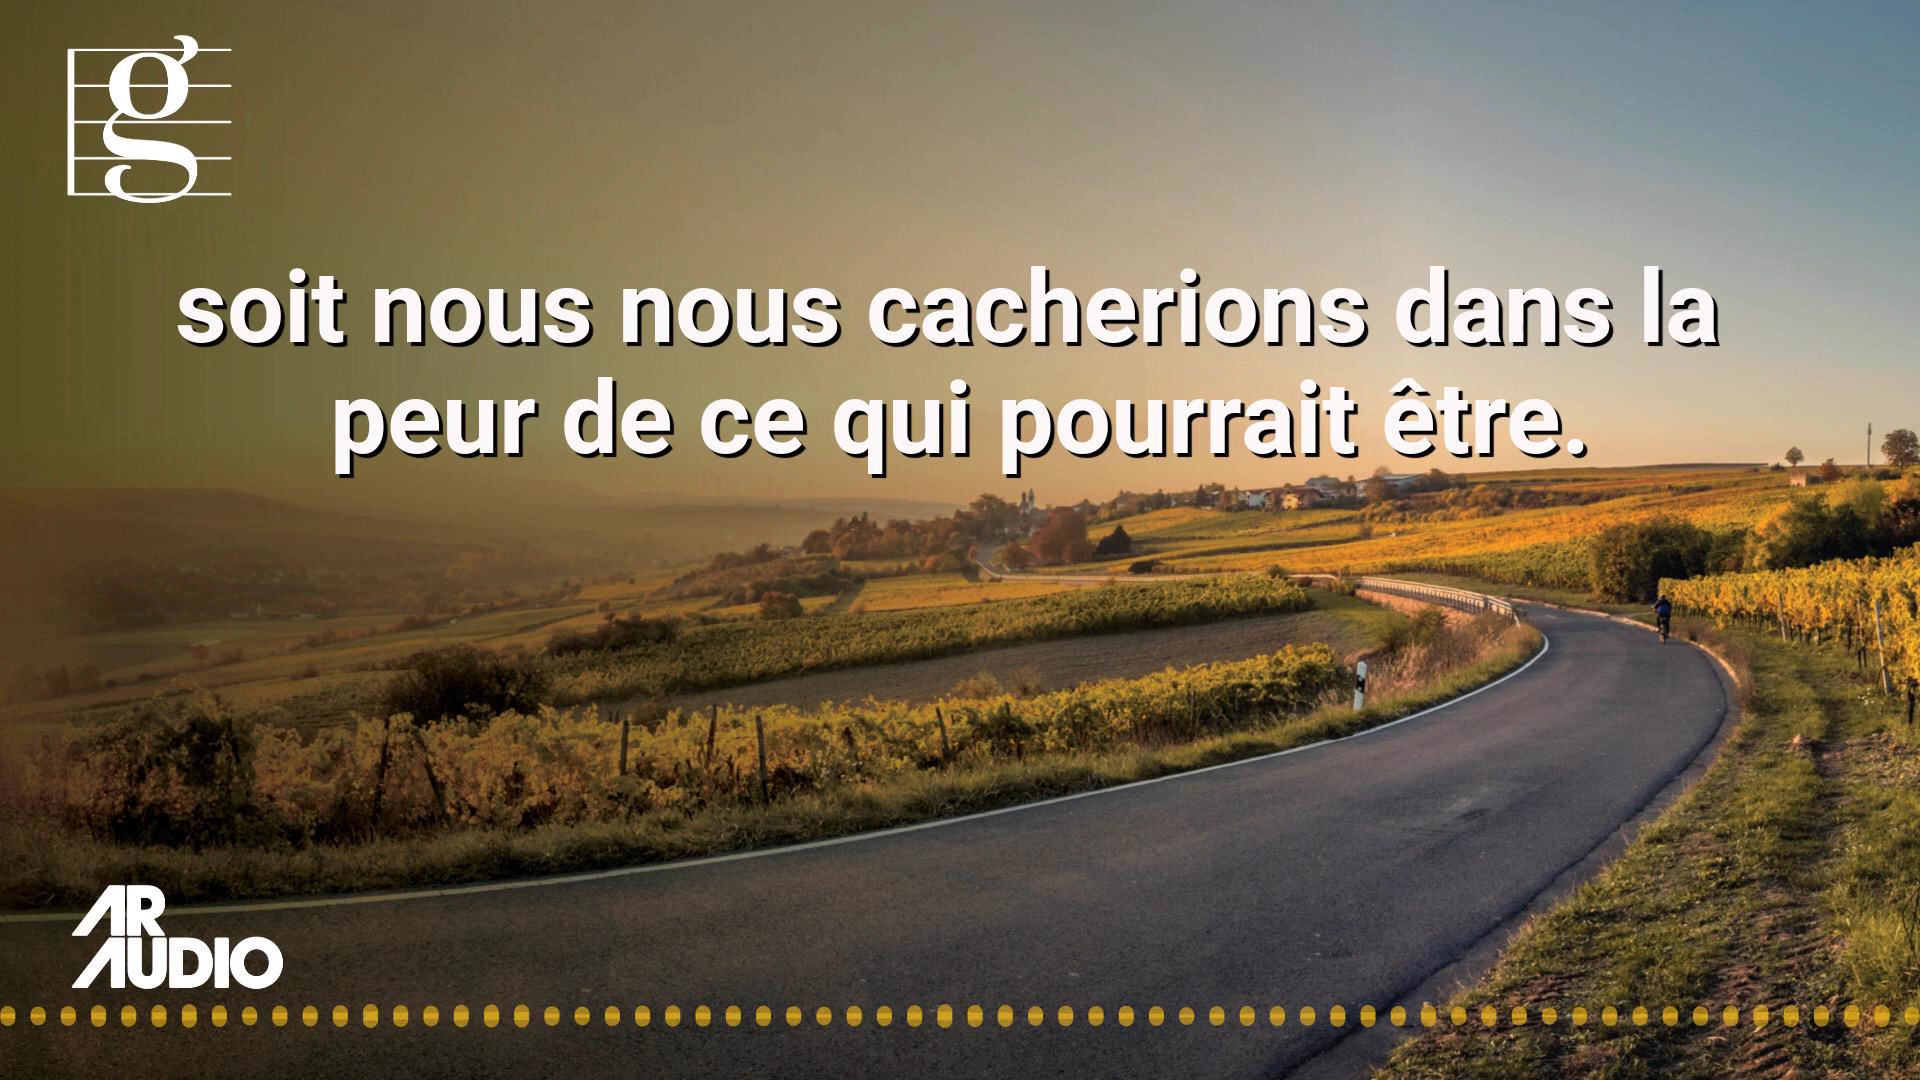 g
soit nous nous cacherions dans la
peur de ce qui pourrait être.
AR
AUDIO